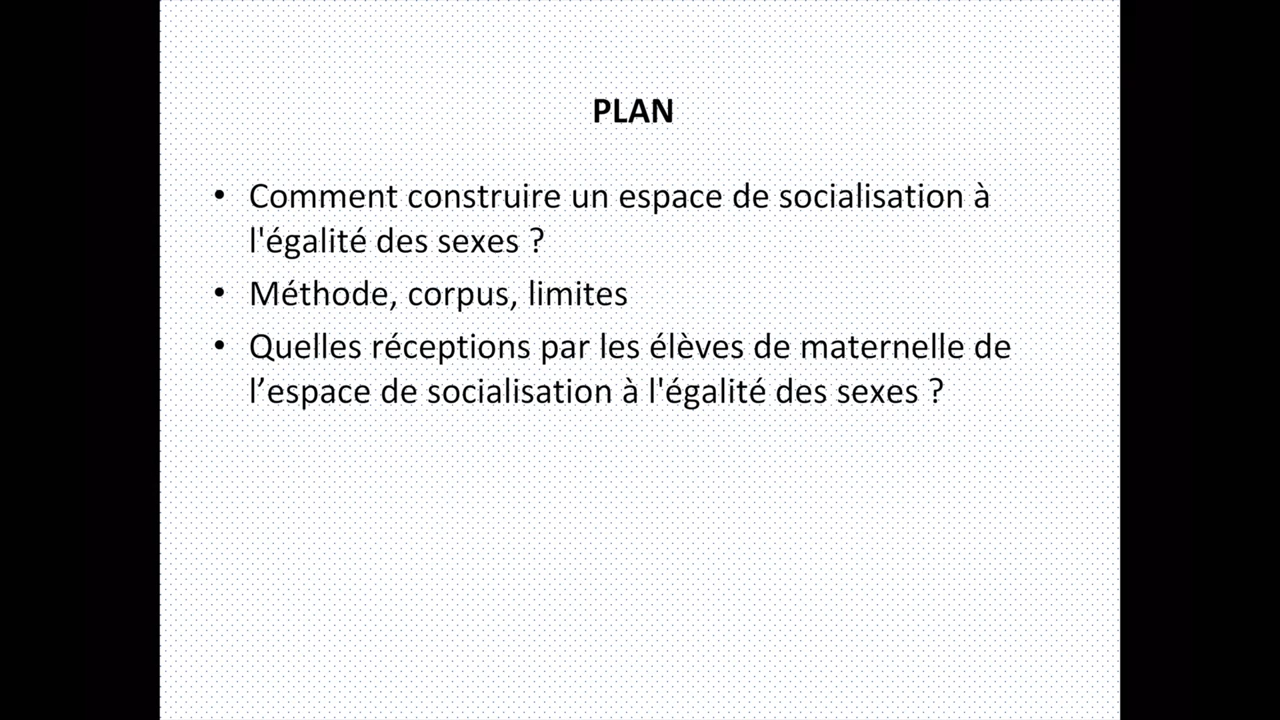 PLAN
• Comment construire un espace de socialisation à
l'égalité des sexes ?
• Méthode, corpus, limites
• Quelles réceptions par les élèves de maternelle de
l’espace de socialisation à l'égalité des sexes ?